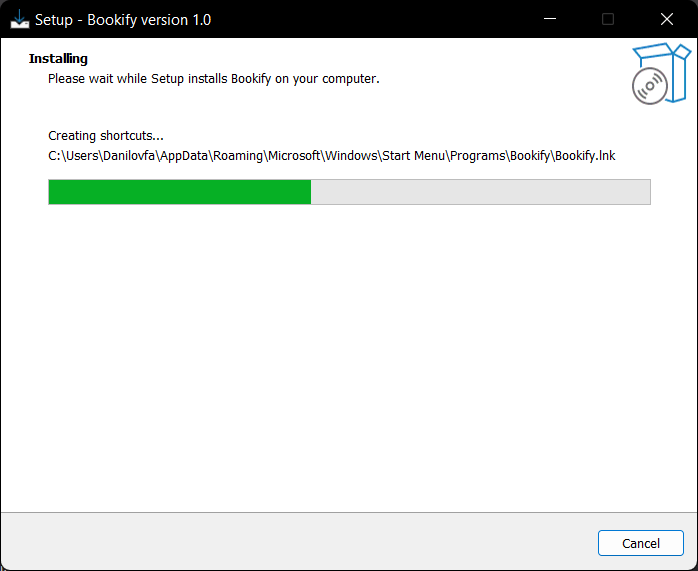 Setup - Bookify version 1.0
Installing
Please wait while Setup installs Bookify on your computer.
Creating shortcuts...
C:\Users\Danilovfa\AppData\Roaming\Microsoft\Windows\Start Menu\Programs\Bookify\Bookify.lnk
Cancel